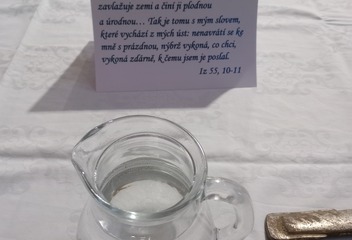 zavlažuje zemi a činí ji plodnou
a úrodnou… Tak je tomu s mým slovem,
které vychází z mých úst: nenavrátí se ke
mně s prázdnou, nýbrž vykoná, co chci,
vykoná zdárně, k čemu jsem je poslal.
Iz 55, 10-11